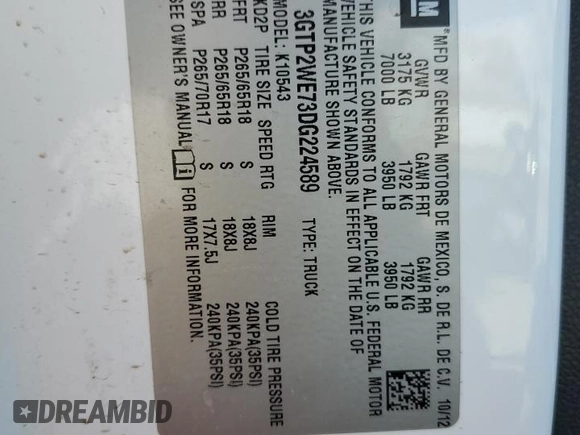 GM
MFD BY GENERAL MOTORS DE MEXICO, S. DE R.L. DE C.V. 10/12
GVWR GAWR FRT GAWR RR
3175 KG 1792 KG 1792 KG
7000 LB 3950 LB 3950 LB
THIS VEHICLE CONFORMS TO ALL APPLICABLE U.S. FEDERAL MOTOR
VEHICLE SAFETY STANDARDS IN EFFECT ON THE DATE OF
MANUFACTURE SHOWN ABOVE.
3GTP2WE73DG224589 TYPE: TRUCK
MODEL: K10543
KD2P TIRE SIZE SPEED RTG RIM COLD TIRE PRESSURE
FRT P265/65R18 S 18X8J 240KPA(35PSI)
RR P265/65R18 S 18X8J 240KPA(35PSI)
SPA P265/70R17 S 17X7.5J 240KPA(35PSI)
SEE OWNER'S MANUAL FOR MORE INFORMATION.
DREAMBID